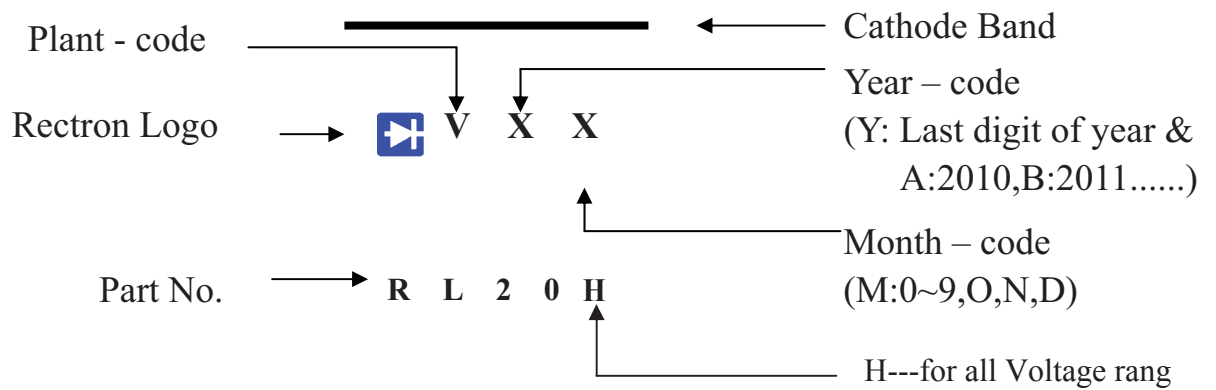 Plant - code
Cathode Band
Year – code
Rectron Logo
V X X
(Y: Last digit of year &
A:2010,B:2011......)
Month – code
(M:0~9,O,N,D)
Part No.
R L 2 0 H
H---for all Voltage rang